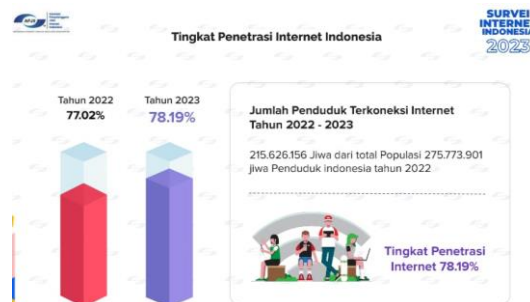 APJII
SURVEI
INTERNET
INDONESIA
2023
Tingkat Penetrasi Internet Indonesia
Tahun 2022
77.02%
Tahun 2023
78.19%
Jumlah Penduduk Terkoneksi Internet
Tahun 2022 - 2023
215.626.156 Jiwa dari total Populasi 275.773.901
jiwa Penduduk indonesia tahun 2022
Tingkat Penetrasi
Internet 78.19%